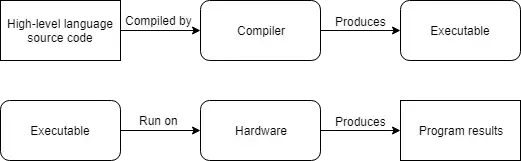 High-level language
source code
Compiled by
Compiler
Produces
Executable
Executable
Run on
Hardware
Produces
Program results